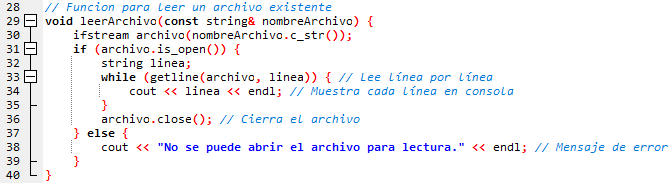 28 // Funcion para leer un archivo existente
29 void leerArchivo(const string& nombreArchivo) {
30     ifstream archivo(nombreArchivo.c_str());
31     if (archivo.is_open()) {
32         string linea;
33         while (getline(archivo, linea)) { // Lee línea por línea
34             cout << linea << endl; // Muestra cada línea en consola
35         }
36         archivo.close(); // Cierra el archivo
37     } else {
38         cout << "No se puede abrir el archivo para lectura." << endl; // Mensaje de error
39     }
40 }